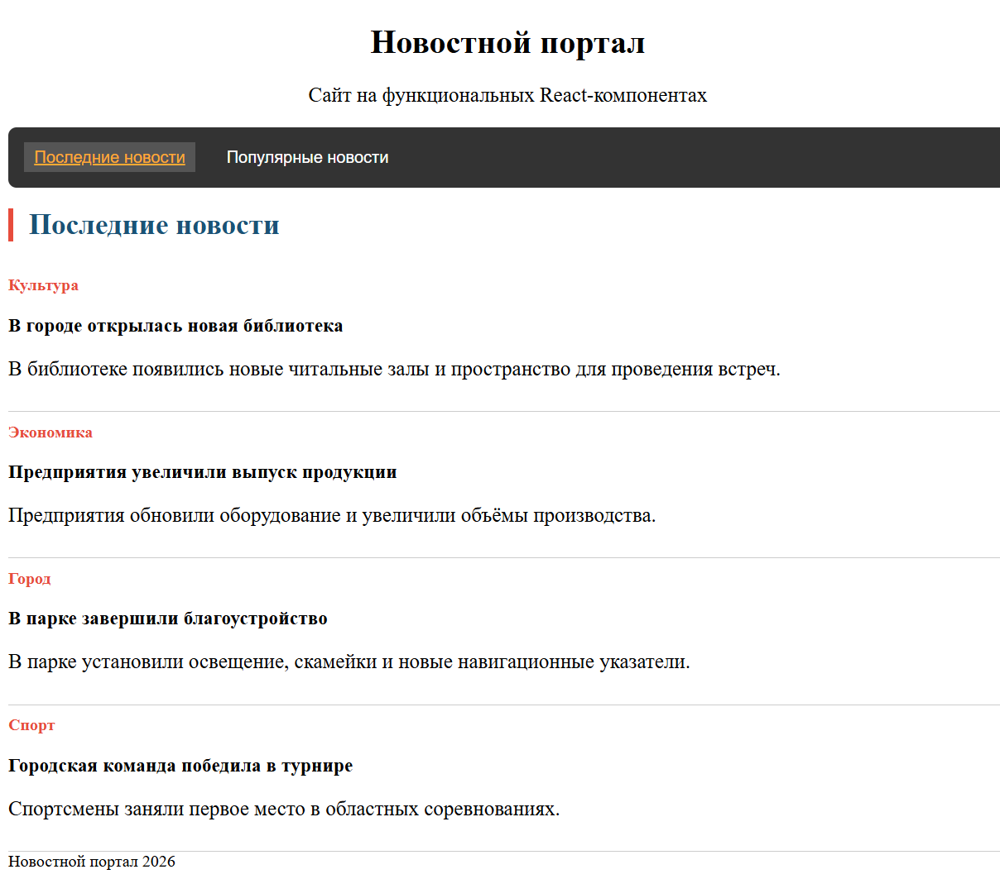 Новостной портал
Сайт на функциональных React-компонентах
Последние новости Популярные новости
Последние новости
Культура
В городе открылась новая библиотека
В библиотеке появились новые читальные залы и пространство для проведения встреч.
Экономика
Предприятия увеличили выпуск продукции
Предприятия обновили оборудование и увеличили объёмы производства.
Город
В парке завершили благоустройство
В парке установили освещение, скамейки и новые навигационные указатели.
Спорт
Городская команда победила в турнире
Спортсмены заняли первое место в областных соревнованиях.
Новостной портал 2026